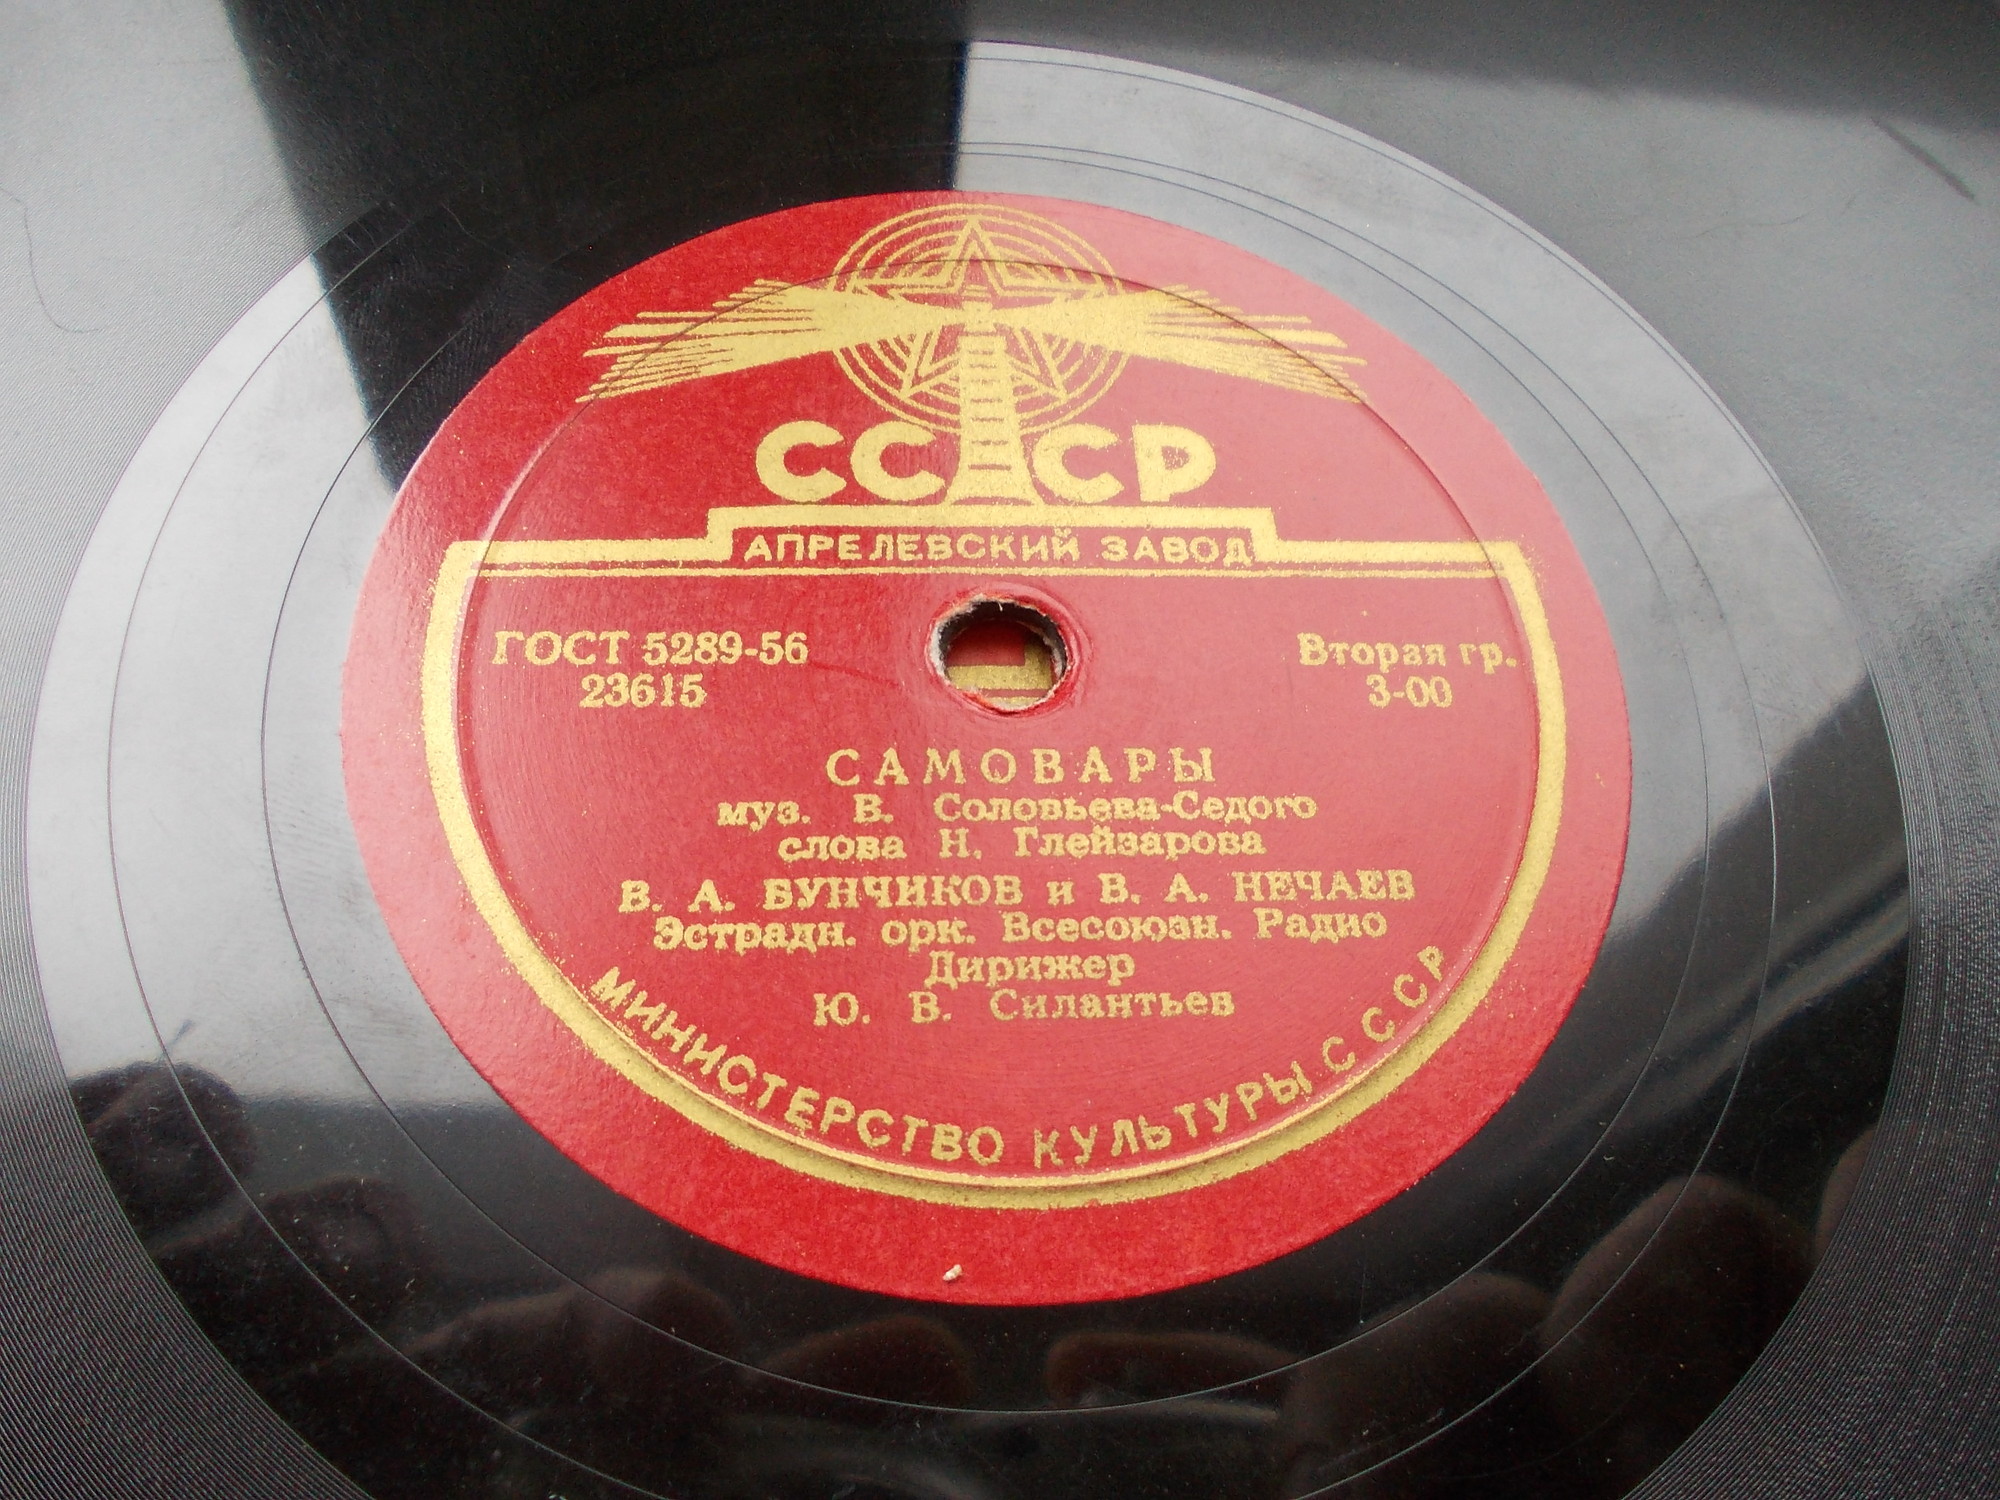 СССР
АПРЕЛЕВСКИЙ ЗАВОД
ГОСТ 5289-56
23615
Вторая гр.
3-00
САМОВАРЫ
муз. В. Соловьева-Седого
слова Н. Глейзарова
В. А. БУНЧИКОВ и В. А. НЕЧАЕВ
Эстрадн. орк. Всесоюзн. Радио
Дирижер
Ю. В. Силантьев
МИНИСТЕРСТВО КУЛЬТУРЫ СССР